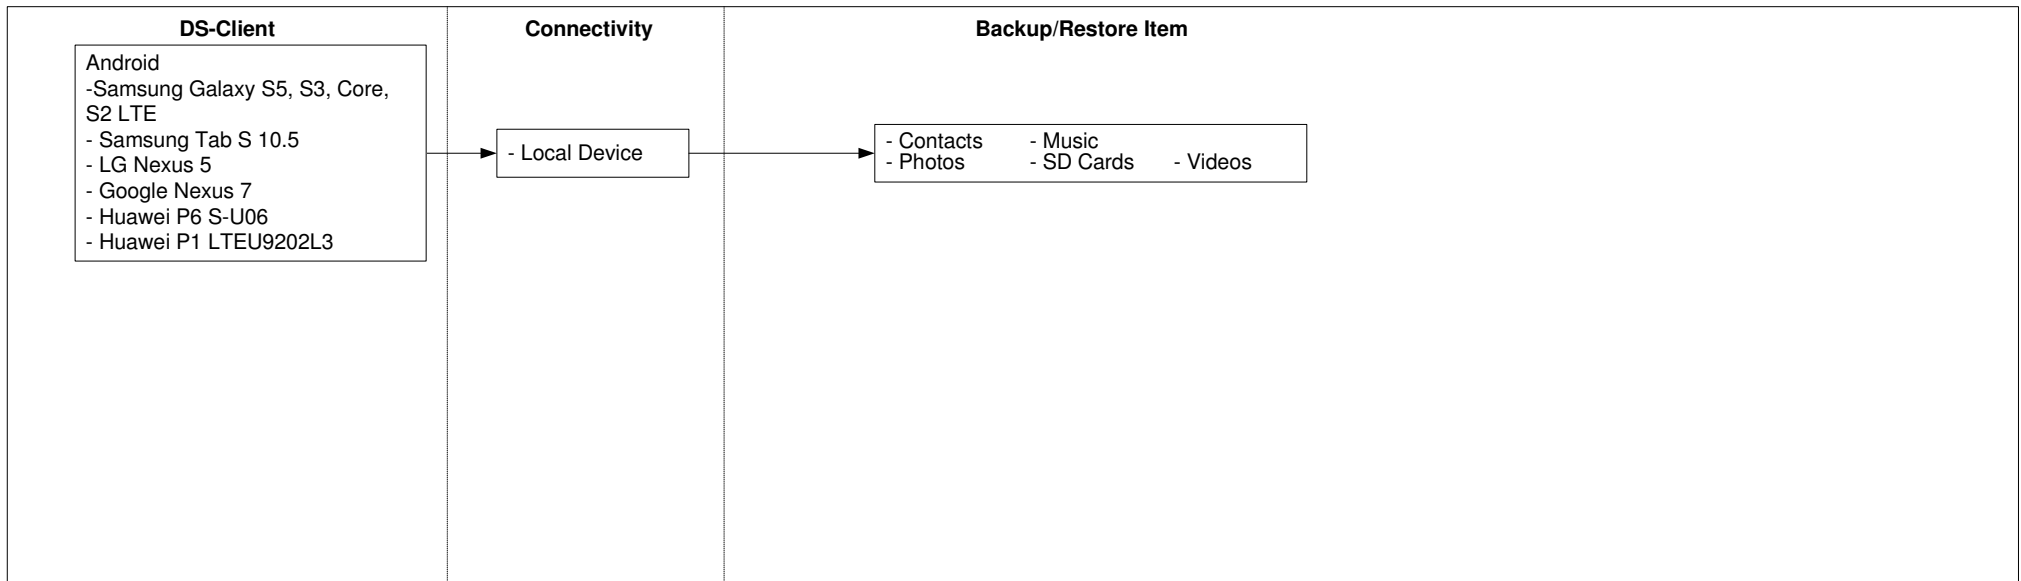 DS-Client
Connectivity
Backup/Restore Item
Android
-Samsung Galaxy S5, S3, Core,
S2 LTE
- Samsung Tab S 10.5
- LG Nexus 5
- Google Nexus 7
- Huawei P6 S-U06
- Huawei P1 LTEU9202L3
- Local Device
- Contacts - Music
- Photos - SD Cards - Videos